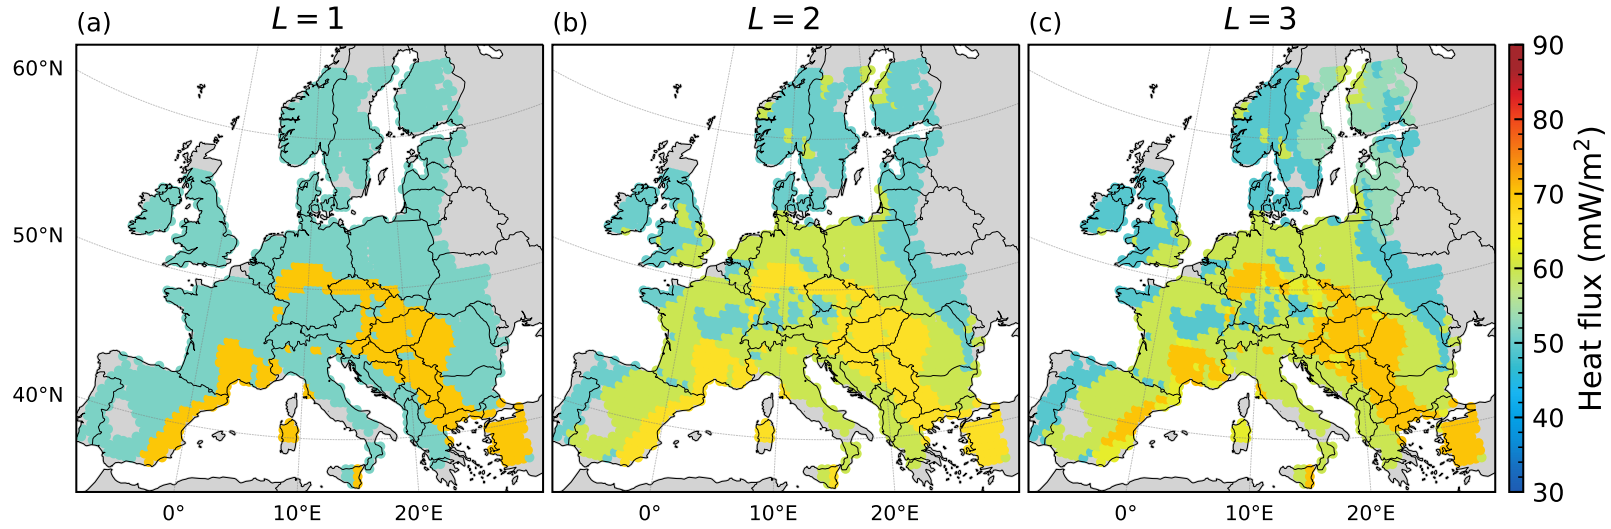 (a) L = 1
(b) L = 2
(c) L = 3
60°N
50°N
40°N
0° 10°E 20°E
0° 10°E 20°E
0° 10°E 20°E
90
80
70
60
50
40
30
Heat flux (mW/m²)